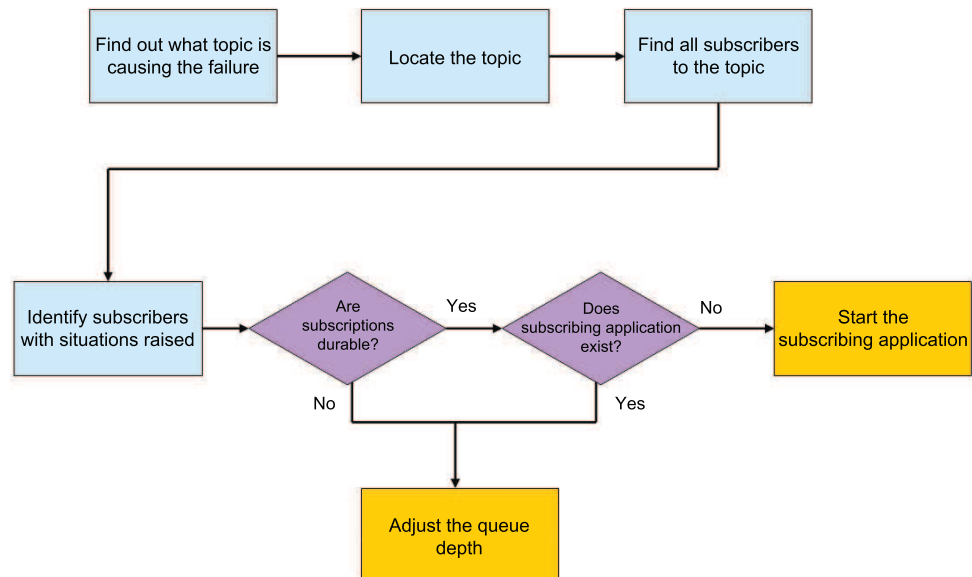 Find out what topic is
causing the failure
Locate the topic
Find all subscribers
to the topic
Identify subscribers
with situations raised
Are
subscriptions
durable?
Yes
Does
subscribing application
exist?
No
Start the
subscribing application
No
Yes
Adjust the queue
depth